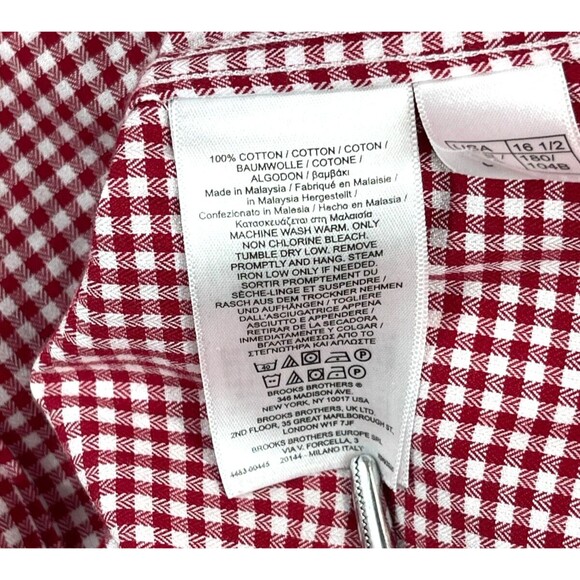 100% COTTON / COTTON / COTON /
BAUMWOLLE / COTONE /
ALGODON / βαμβάκι
Made in Malaysia / Fabriqué en Malaisie /
in Malaysia Hergestellt /
Confezionato in Malesia / Hecho en Malasia /
Κατασκευάζεται στη Μαλαισία
MACHINE WASH WARM. ONLY
NON CHLORINE BLEACH.
TUMBLE DRY LOW. REMOVE
PROMPTLY AND HANG. STEAM
IRON LOW ONLY IF NEEDED.
SORTIR PROMPTEMENT DU
SÈCHE-LINGE ET SUSPENDRE /
RASCH AUS DEM TROCKNER NEHMEN
UND AUFHÄNGEN / TOGLIERE
DALL'ASCIUGATRICE APPENA
ASCIUTTO E APPENDERE /
RETIRAR DE LA SECADORA
INMEDIATAMENTE Y COLGAR /
ΒΓΑΛΤΕ ΑΜΕΣΩΣ ΑΠΟ ΤΟ
ΣΤΕΓΝΩΤΗΡΙΟ ΚΑΙ ΑΠΛΩΣΤΕ
40
BROOKS BROTHERS ®
346 MADISON AVE.
NEW YORK, NY 10017 USA
BROOKS BROTHERS, UK LTD.
2ND FLOOR, 35 GREAT MARLBOROUGH ST.
LONDON W1F 7JF
BROOKS BROTHERS EUROPE SRL
VIA V. FORCELLA, 3
4463-00445 20144 - MILANO ITALY
USA 16 1/2
180/
104B